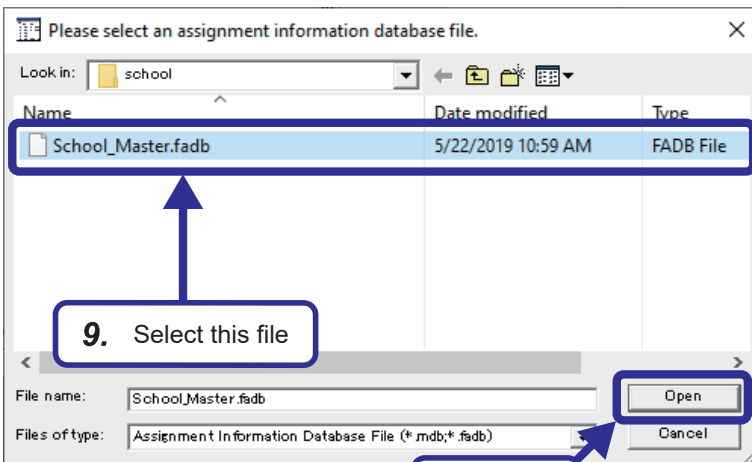 Please select an assignment information database file.
Look in: school
Name Date modified Type
School_Master.fadb 5/22/2019 10:59 AM FADB File
9. Select this file
File name: School_Master.fadb Open
Files of type: Assignment Information Database File (*.mdb;*.fadb) Cancel